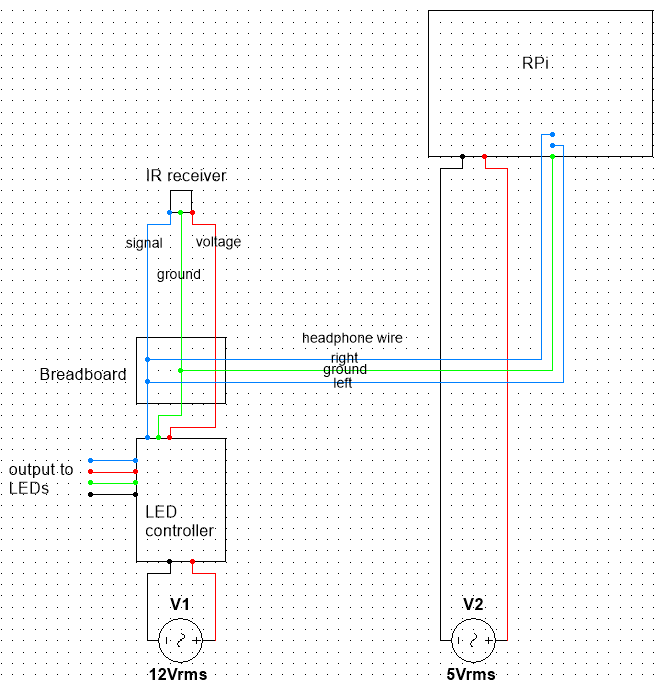 RPi
IR receiver
signal
voltage
ground
headphone wire
right
ground
left
Breadboard
output to
LEDs
LED
controller
V1
V2
12Vrms
5Vrms